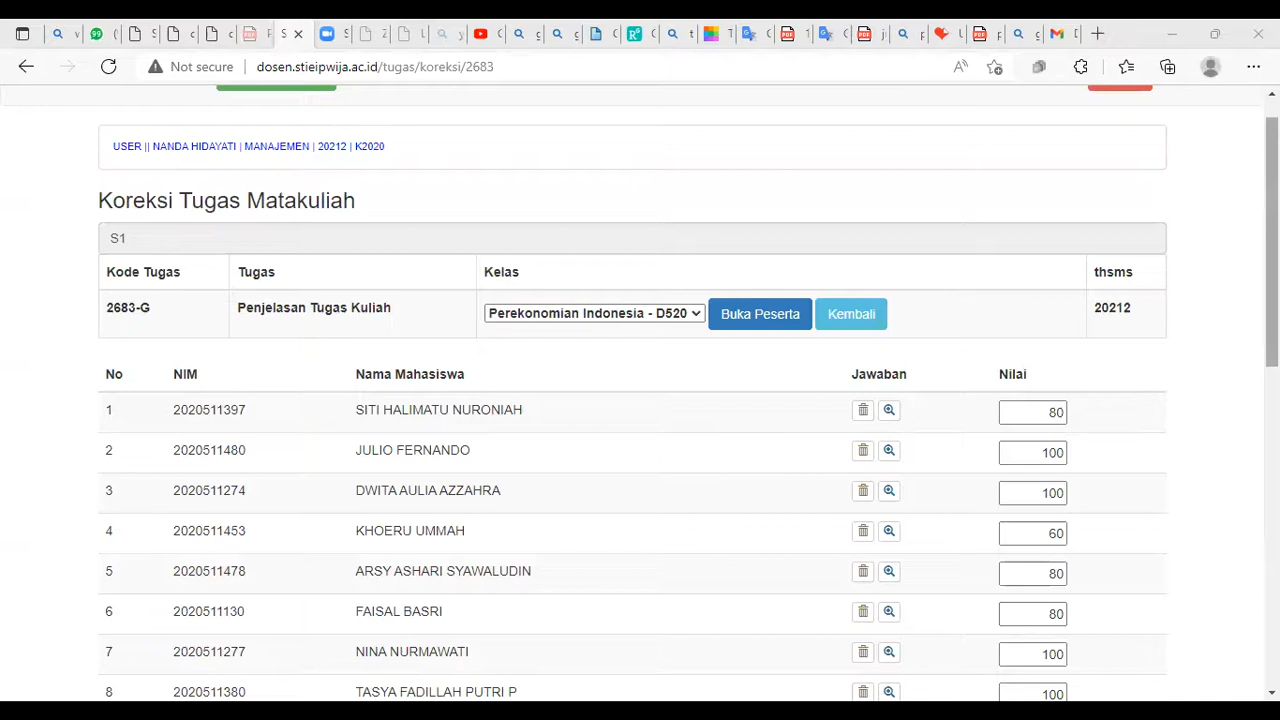 Not secure
dosen.stieipwija.ac.id/tugas/koreksi/2683
USER || NANDA HIDAYATI | MANAJEMEN | 20212 | K2020
Koreksi Tugas Matakuliah
S1
Kode Tugas Tugas Kelas thsms
2683-G Penjelasan Tugas Kuliah Perekonomian Indonesia - D520 Buka Peserta Kembali 20212
No NIM Nama Mahasiswa Jawaban Nilai
1 2020511397 SITI HALIMATU NURONIAH 80
2 2020511480 JULIO FERNANDO 100
3 2020511274 DWITA AULIA AZZAHRA 100
4 2020511453 KHOERU UMMAH 60
5 2020511478 ARSY ASHARI SYAWALUDIN 80
6 2020511130 FAISAL BASRI 80
7 2020511277 NINA NURMAWATI 100
8 2020511380 TASYA FADILLAH PUTRI P 100